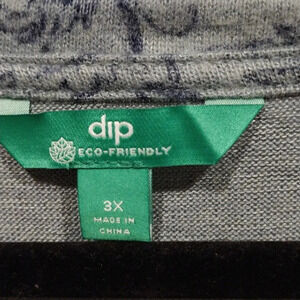 dip
ECO-FRIENDLY
3X
MADE IN
CHINA